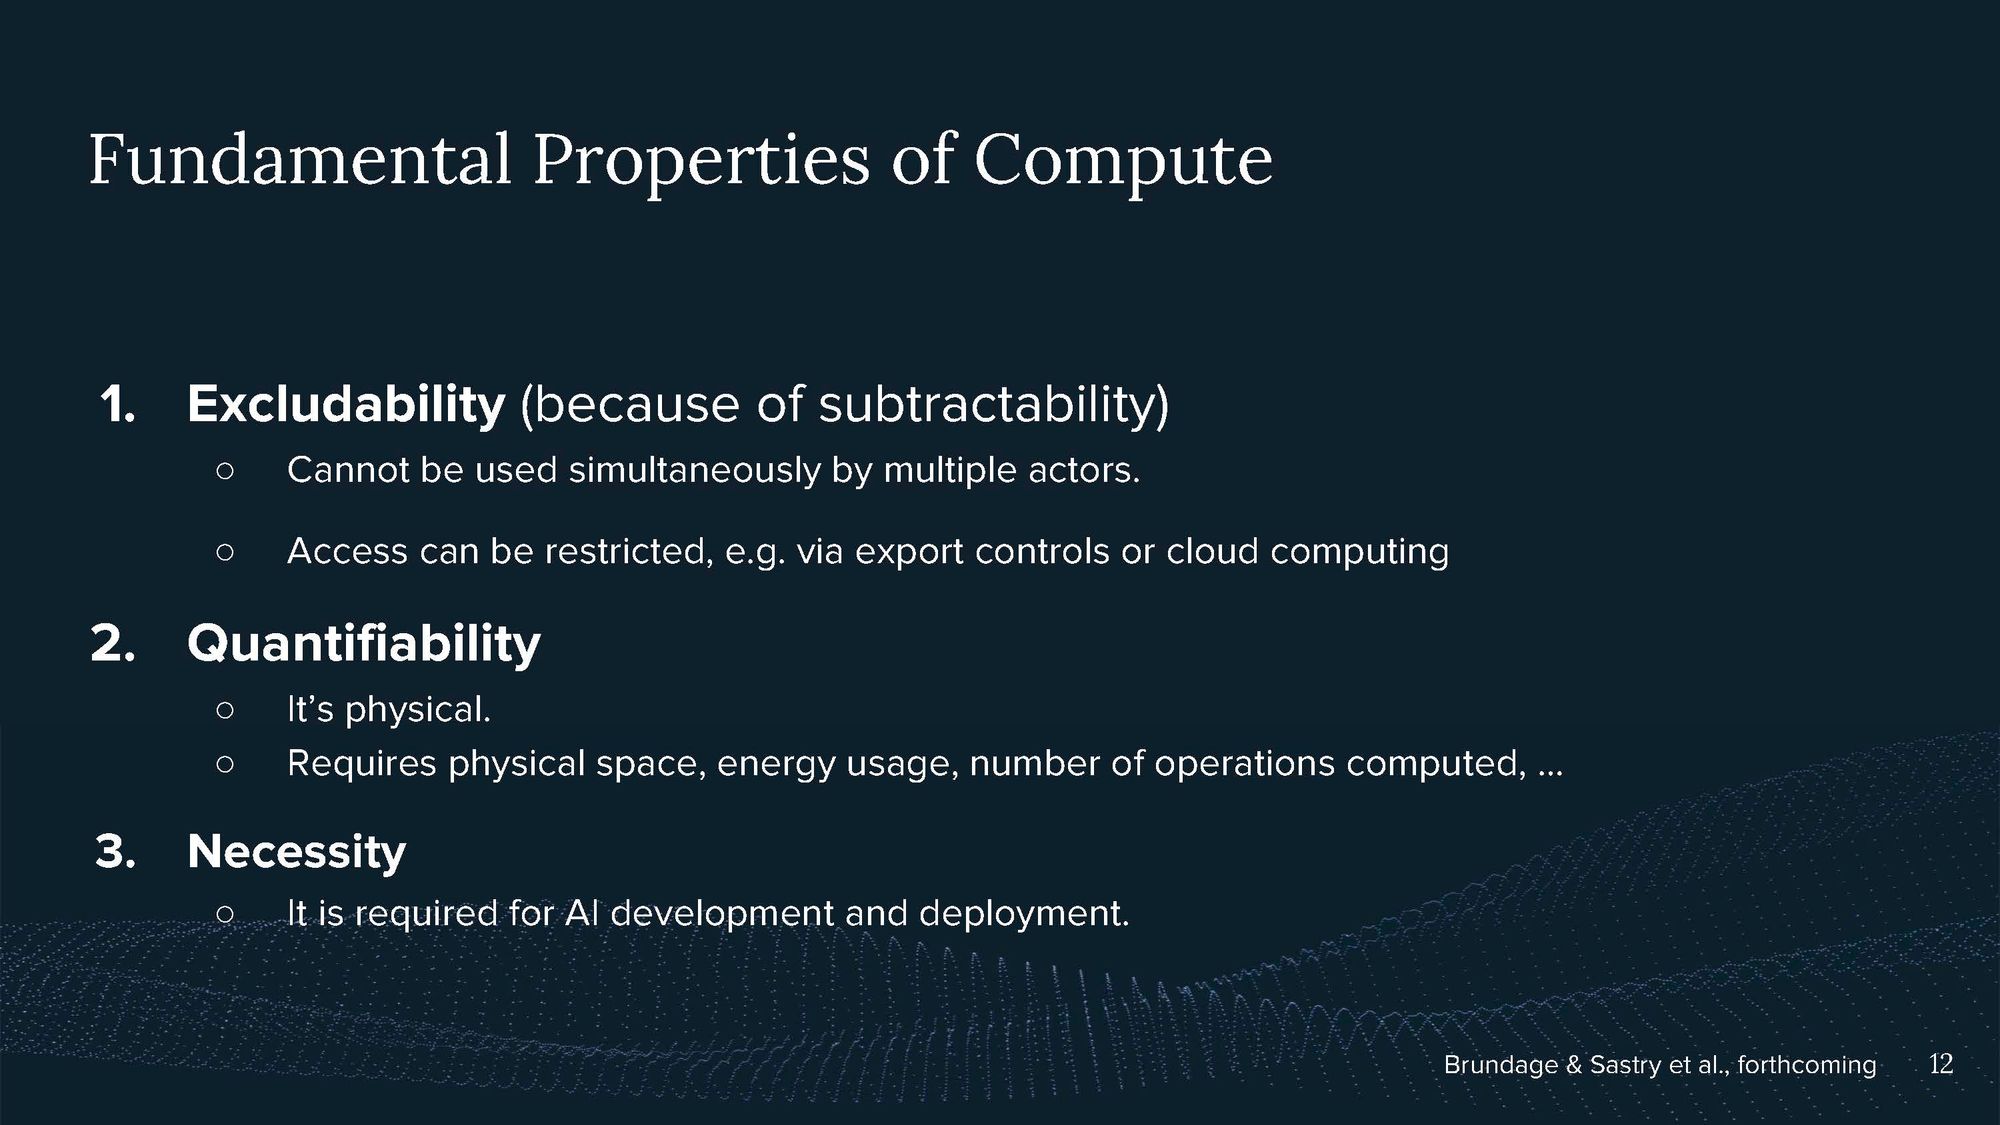 Fundamental Properties of Compute
1. Excludability (because of subtractability)
○ Cannot be used simultaneously by multiple actors.
○ Access can be restricted, e.g. via export controls or cloud computing
2. Quantifiability
○ It’s physical.
○ Requires physical space, energy usage, number of operations computed, ...
3. Necessity
○ It is required for AI development and deployment.
Brundage & Sastry et al., forthcoming 12